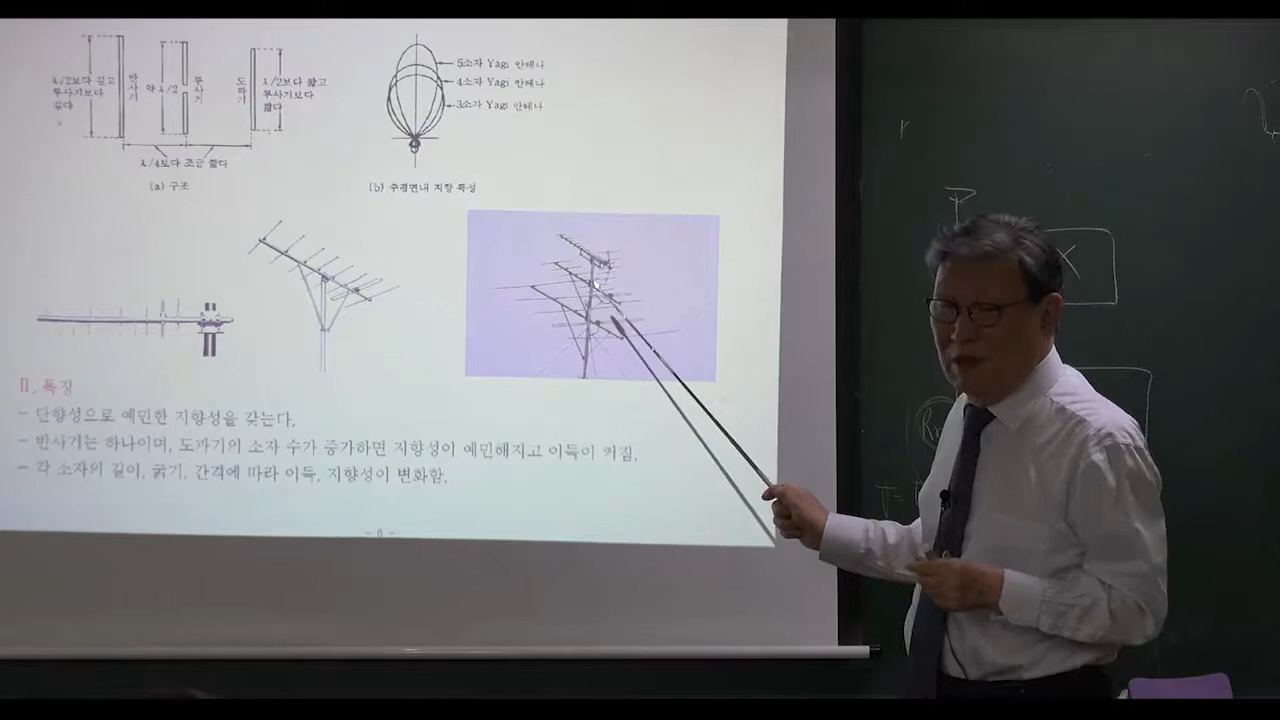 λ/2보다 길고
투사기보다
길다
반사기
약 λ/2
투사기
도파기
λ/2보다 짧고
투사기보다
짧다
λ/4보다 조금 짧다
(a) 구조
5소자 Yagi 안테나
4소자 Yagi 안테나
3소자 Yagi 안테나
(b) 수평면내 지향 특성
II. 특징
- 단향성으로 예민한 지향성을 갖는다.
- 반사기는 하나이며, 도파기의 소자 수가 증가하면 지향성이 예민해지고 이득이 커짐.
- 각 소자의 길이, 굵기, 간격에 따라 이득, 지향성이 변화함.
r
X